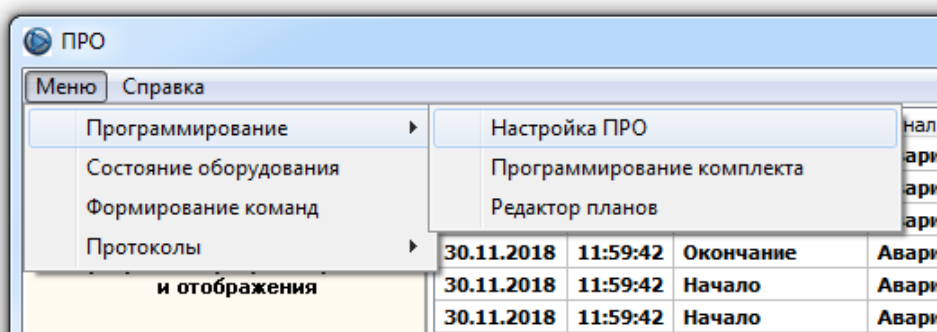 ПРО
Меню Справка
Программирование
Состояние оборудования
Формирование команд
Протоколы
Настройка ПРО
Программирование комплекта
Редактор планов
30.11.2018 11:59:42 Окончание
и отображения
30.11.2018 11:59:42 Начало
30.11.2018 11:59:42 Начало